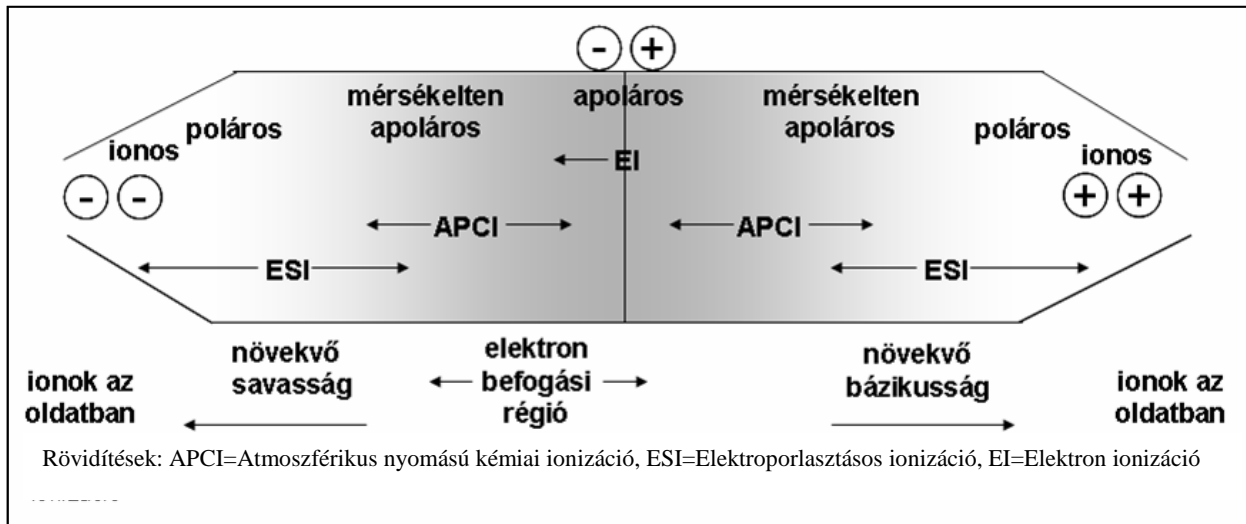 - +
mérsékelten apoláros
apoláros
mérsékelten apoláros
poláros
poláros
ionos
ionos
- -
+ +
EI
APCI
APCI
ESI
ESI
növekvő savasság
elektron befogási régió
növekvő bázikusság
ionok az oldatban
ionok az oldatban
Rövidítések: APCI=Atmoszférikus nyomású kémiai ionizáció, ESI=Elektroporlasztásos ionizáció, EI=Elektron ionizáció